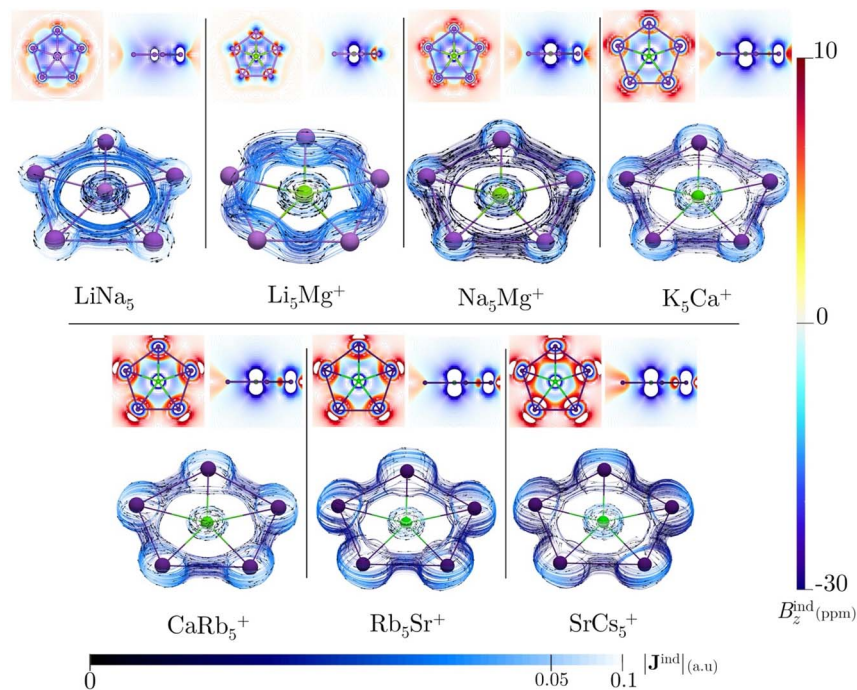 10
LiNa₅
Li₅Mg⁺
Na₅Mg⁺
K₅Ca⁺
0
CaRb₅⁺
Rb₅Sr⁺
SrCs₅⁺
-30
B_z^ind (ppm)
|J^ind| (a.u)
0
0.05
0.1